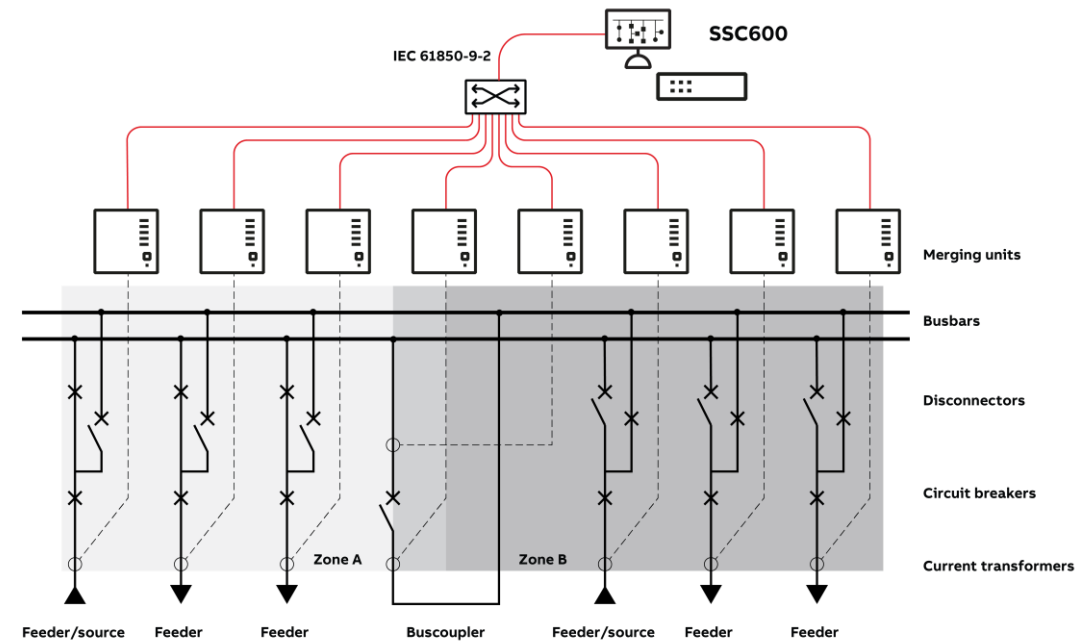 SSC600
IEC 61850-9-2
Merging units
Busbars
Disconnectors
Circuit breakers
Zone A
Zone B
Current transformers
Feeder/source
Feeder
Feeder
Buscoupler
Feeder/source
Feeder
Feeder